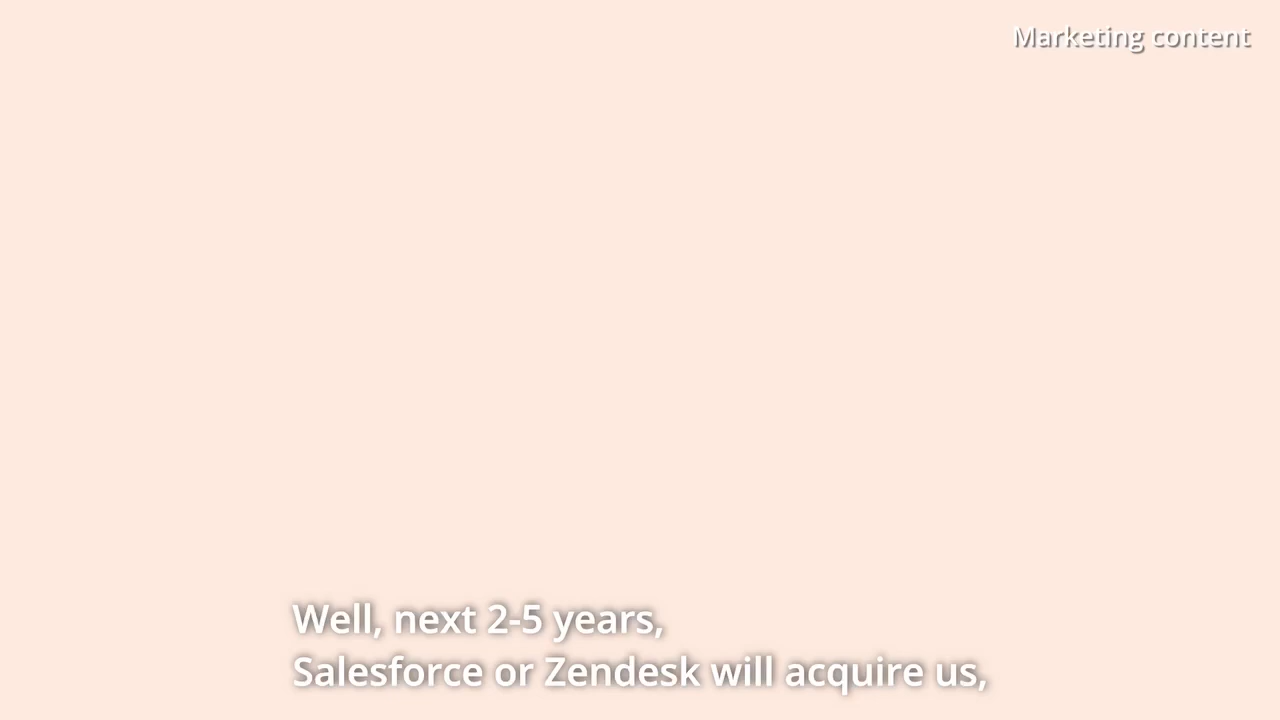 Marketing content
Well, next 2-5 years,
Salesforce or Zendesk will acquire us,